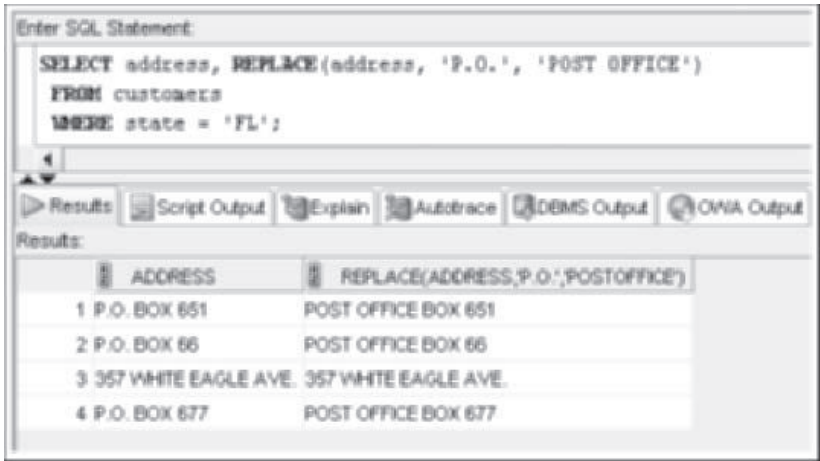 Enter SQL Statement:
SELECT address, REPLACE(address, 'P.O.', 'POST OFFICE')
FROM customers
WHERE state = 'FL';
Results Script Output Explain Autotrace DBMS Output OWA Output
Results:
ADDRESS REPLACE(ADDRESS,'P.O.','POSTOFFICE')
1 P.O. BOX 651 POST OFFICE BOX 651
2 P.O. BOX 66 POST OFFICE BOX 66
3 357 WHITE EAGLE AVE. 357 WHITE EAGLE AVE.
4 P.O. BOX 677 POST OFFICE BOX 677